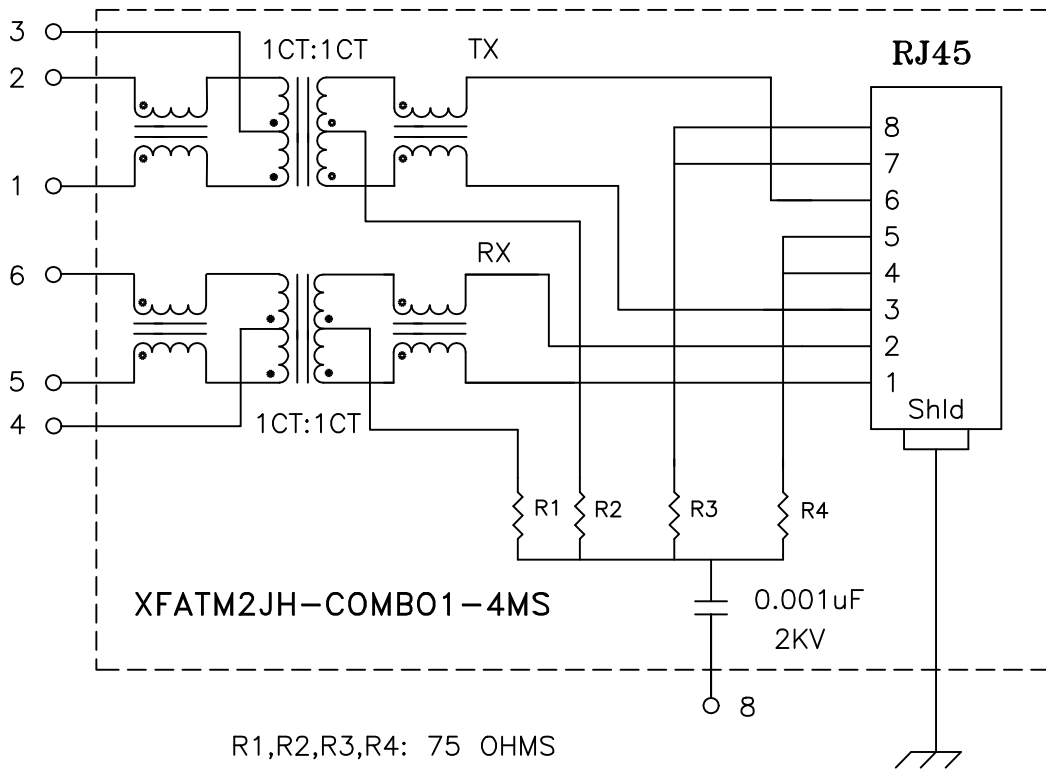 3
1CT:1CT
TX
RJ45
2
8
7
1
6
5
RX
6
4
3
2
5
1
4
1CT:1CT
Shld
R1
R2
R3
R4
XFATM2JH-COMBO1-4MS
0.001uF
2KV
8
R1,R2,R3,R4: 75 OHMS